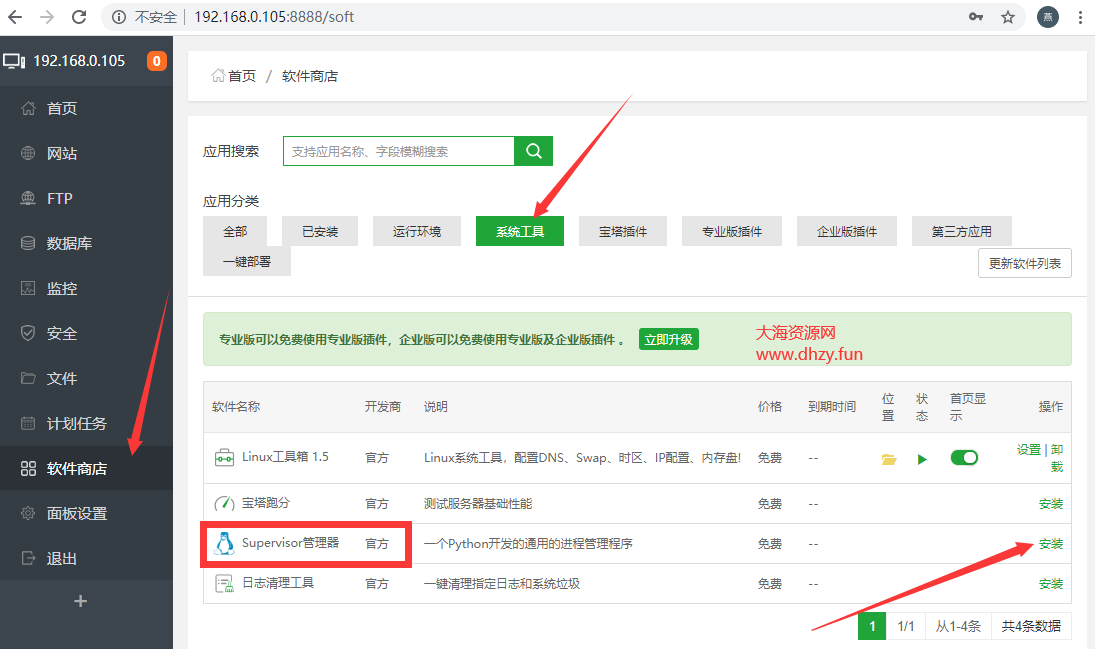 不安全 | 192.168.0.105:8888/soft
燕
192.168.0.105 0
首页
网站
FTP
数据库
监控
安全
文件
计划任务
软件商店
面板设置
退出
+
首页 / 软件商店
应用搜索 支持应用名称、字段模糊搜索
应用分类
全部 已安装 运行环境 系统工具 宝塔插件 专业版插件 企业版插件 第三方应用
一键部署 更新软件列表
专业版可以免费使用专业版插件，企业版可以免费使用专业版及企业版插件 。 立即升级
大海资源网
www.dhzy.fun
软件名称 开发商 说明 价格 到期时间 位置 状态 首页显示 操作
Linux工具箱 1.5 官方 Linux系统工具，配置DNS、Swap、时区、IP配置、内存盘! 免费 -- 设置 | 卸载
宝塔跑分 官方 测试服务器基础性能 免费 -- 安装
Supervisor管理器 官方 一个Python开发的通用的进程管理程序 免费 -- 安装
日志清理工具 官方 一键清理指定日志和系统垃圾 免费 -- 安装
1 1/1 从1-4条 共4条数据